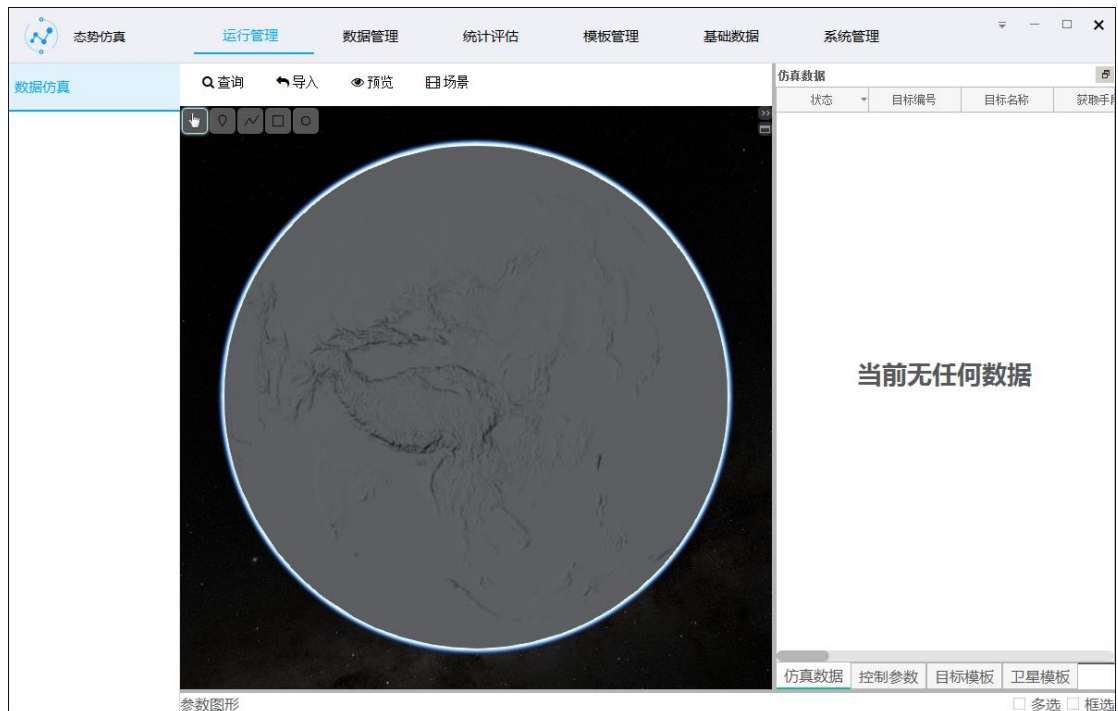 态势仿真 运行管理 数据管理 统计评估 模板管理 基础数据 系统管理
数据仿真
查询 导入 预览 场景
仿真数据
状态 目标编号 目标名称 获取手
当前无任何数据
仿真数据 控制参数 目标模板 卫星模板
参数图形 多选 框选